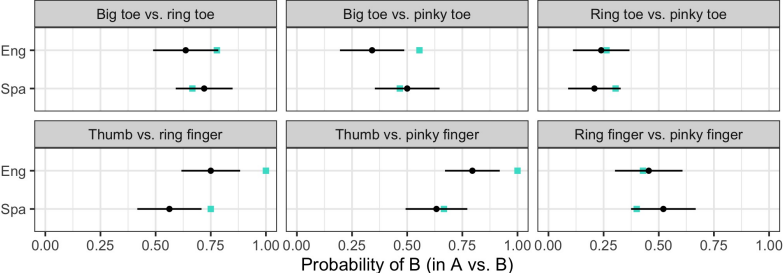 Big toe vs. ring toe Big toe vs. pinky toe Ring toe vs. pinky toe
Eng
Spa
Thumb vs. ring finger Thumb vs. pinky finger Ring finger vs. pinky finger
Eng
Spa
0.00 0.25 0.50 0.75 1.00 0.00 0.25 0.50 0.75 1.00 0.00 0.25 0.50 0.75 1.00
Probability of B (in A vs. B)